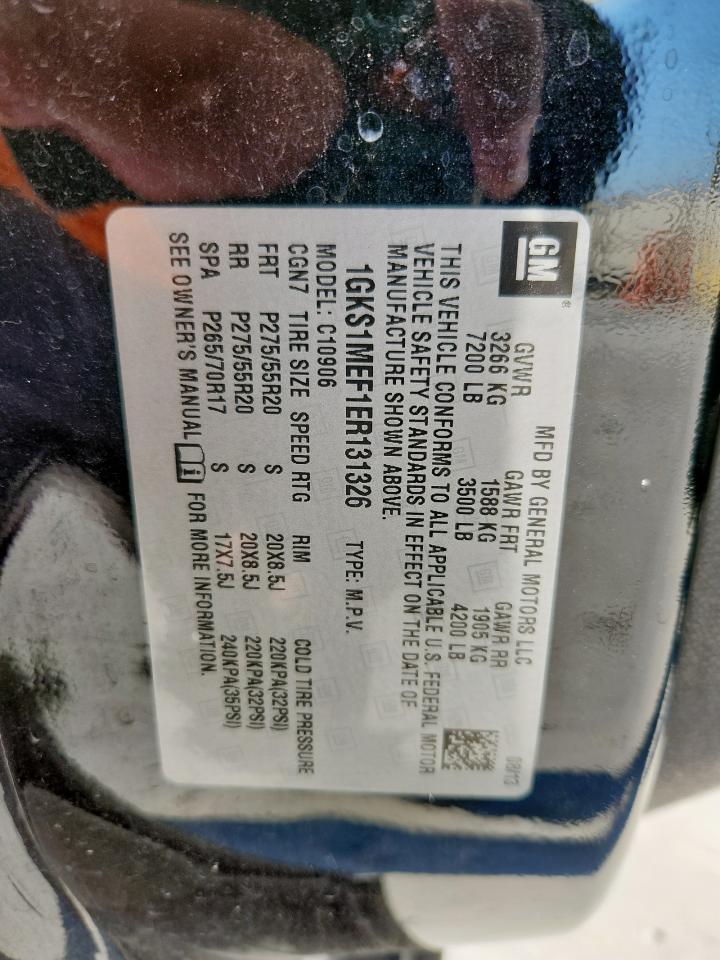 GM
MFD BY GENERAL MOTORS LLC 08/13
GVWR GAWR FRT GAWR RR
3266 KG 1588 KG 1905 KG
7200 LB 3500 LB 4200 LB
THIS VEHICLE CONFORMS TO ALL APPLICABLE U.S. FEDERAL MOTOR
VEHICLE SAFETY STANDARDS IN EFFECT ON THE DATE OF
MANUFACTURE SHOWN ABOVE.
1GKS1MEF1ER131326 TYPE: M.P.V.
MODEL: C10906
CGN7 TIRE SIZE SPEED RTG RIM COLD TIRE PRESSURE
FRT P275/55R20 S 20X8.5J 220KPA(32PSI)
RR P275/55R20 S 20X8.5J 220KPA(32PSI)
SPA P265/70R17 S 17X7.5J 240KPA(35PSI)
SEE OWNER'S MANUAL FOR MORE INFORMATION.